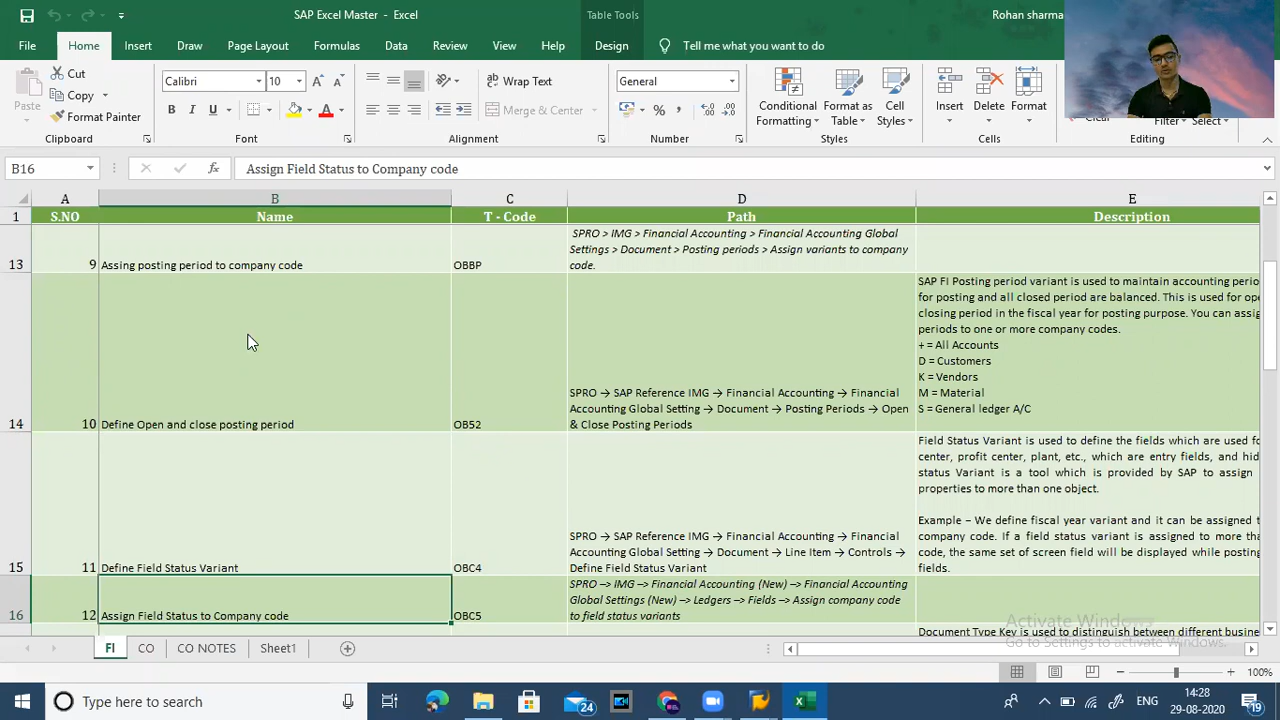 SAP Excel Master - Excel
Table Tools
Rohan sharma
File Home Insert Draw Page Layout Formulas Data Review View Help Design Tell me what you want to do
Cut
Copy
Format Painter
Paste
Clipboard
Calibri 10
B I U
A A
Font
Wrap Text
Merge & Center
Alignment
General
%
Number
Conditional Formatting
Format as Table
Cell Styles
Styles
Insert Delete Format
Cells
Clear
Filter Select
Editing
B16 fx Assign Field Status to Company code
A B C D E
1 S.NO Name T - Code Path Description
SPRO > IMG > Financial Accounting > Financial Accounting Global
Settings > Document > Posting periods > Assign variants to company
13 9 Assing posting period to company code OBBP code.
SAP FI Posting period variant is used to maintain accounting perio
for posting and all closed period are balanced. This is used for ope
closing period in the fiscal year for posting purpose. You can assig
periods to one or more company codes.
+ = All Accounts
D = Customers
K = Vendors
SPRO → SAP Reference IMG → Financial Accounting → Financial M = Material
Accounting Global Setting → Document → Posting Periods → Open S = General ledger A/C
14 10 Define Open and close posting period OB52 & Close Posting Periods
Field Status Variant is used to define the fields which are used fo
center, profit center, plant, etc., which are entry fields, and hid
status Variant is a tool which is provided by SAP to assign
properties to more than one object.
Example – We define fiscal year variant and it can be assigned t
SPRO → SAP Reference IMG → Financial Accounting → Financial company code. If a field status variant is assigned to more tha
Accounting Global Setting → Document → Line Item → Controls → code, the same set of screen field will be displayed while posting
15 11 Define Field Status Variant OBC4 Define Field Status Variant fields.
SPRO –> IMG –> Financial Accounting (New) –> Financial Accounting
Global Settings (New) –> Ledgers –> Fields –> Assign company code
16 12 Assign Field Status to Company code OBC5 to field status variants
Document Type Key is used to distinguish between different busine
Activate Windows
Go to Settings to activate Windows.
FI CO CO NOTES Sheet1
100%
Type here to search
24
ENG
14:28
29-08-2020
19